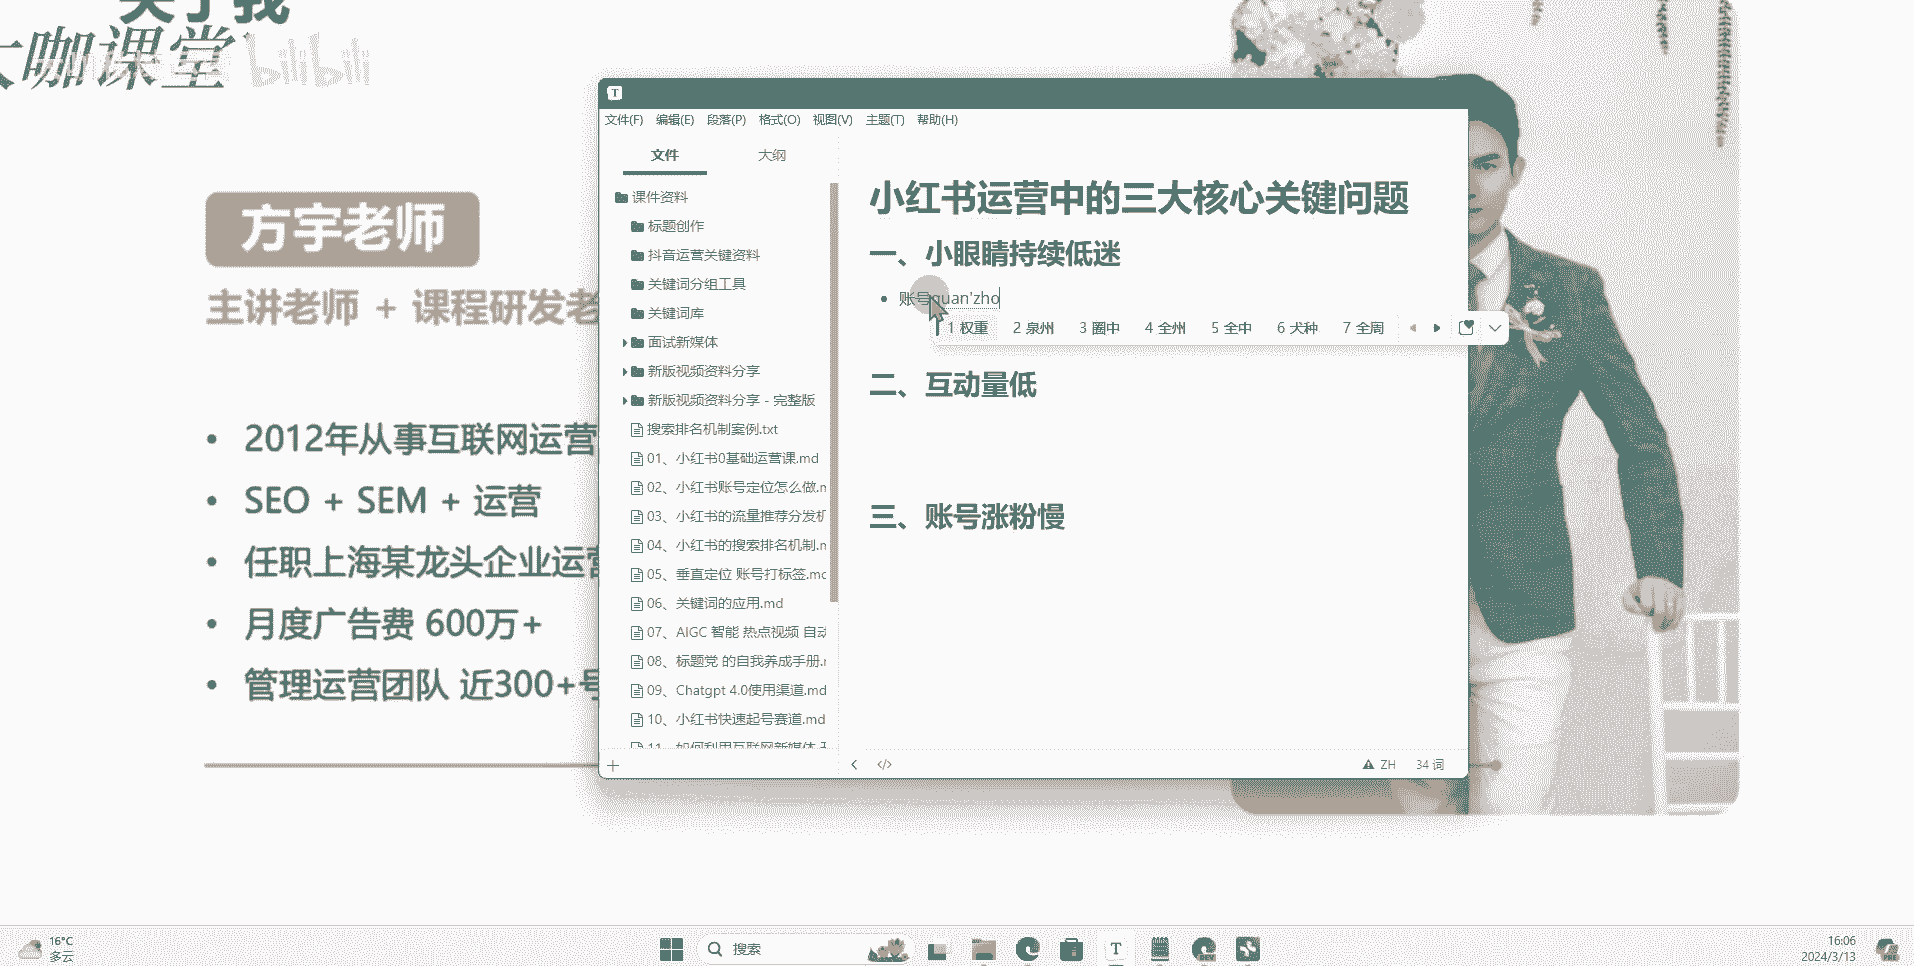 关于我
大咖课堂 bilibili
方宇老师
主讲老师 + 课程研发老
• 2012年从事互联网运营
• SEO + SEM + 运营
• 任职上海某龙头企业运营
• 月度广告费 600万+
• 管理运营团队 近300+号
T
文件(F) 编辑(E) 段落(P) 格式(O) 视图(V) 主题(T) 帮助(H)
文件 大纲
课件资料
标题创作
抖音运营关键资料
关键词分组工具
关键词库
面试新媒体
新版视频资料分享
新版视频资料分享 - 完整版
搜索排名机制案例.txt
01、小红书0基础运营课.md
02、小红书账号定位怎么做.m
03、小红书的流量推荐分发机
04、小红书的搜索排名机制.m
05、垂直定位 账号打标签.md
06、关键词的应用.md
07、AIGC 智能 热点视频 自动
08、标题党 的自我养成手册.m
09、Chatgpt 4.0使用渠道.md
10、小红书快速起号赛道.md
11、如何利用互联网新媒体
小红书运营中的三大核心关键问题
一、小眼睛持续低迷
• 账号quan'zho
1 权重 2 泉州 3 圈中 4 全州 5 全中 6 犬种 7 全周
二、互动量低
三、账号涨粉慢
ZH 34 词
16°C
多云
搜索
T
DEV
16:06
2024/3/13
PRE